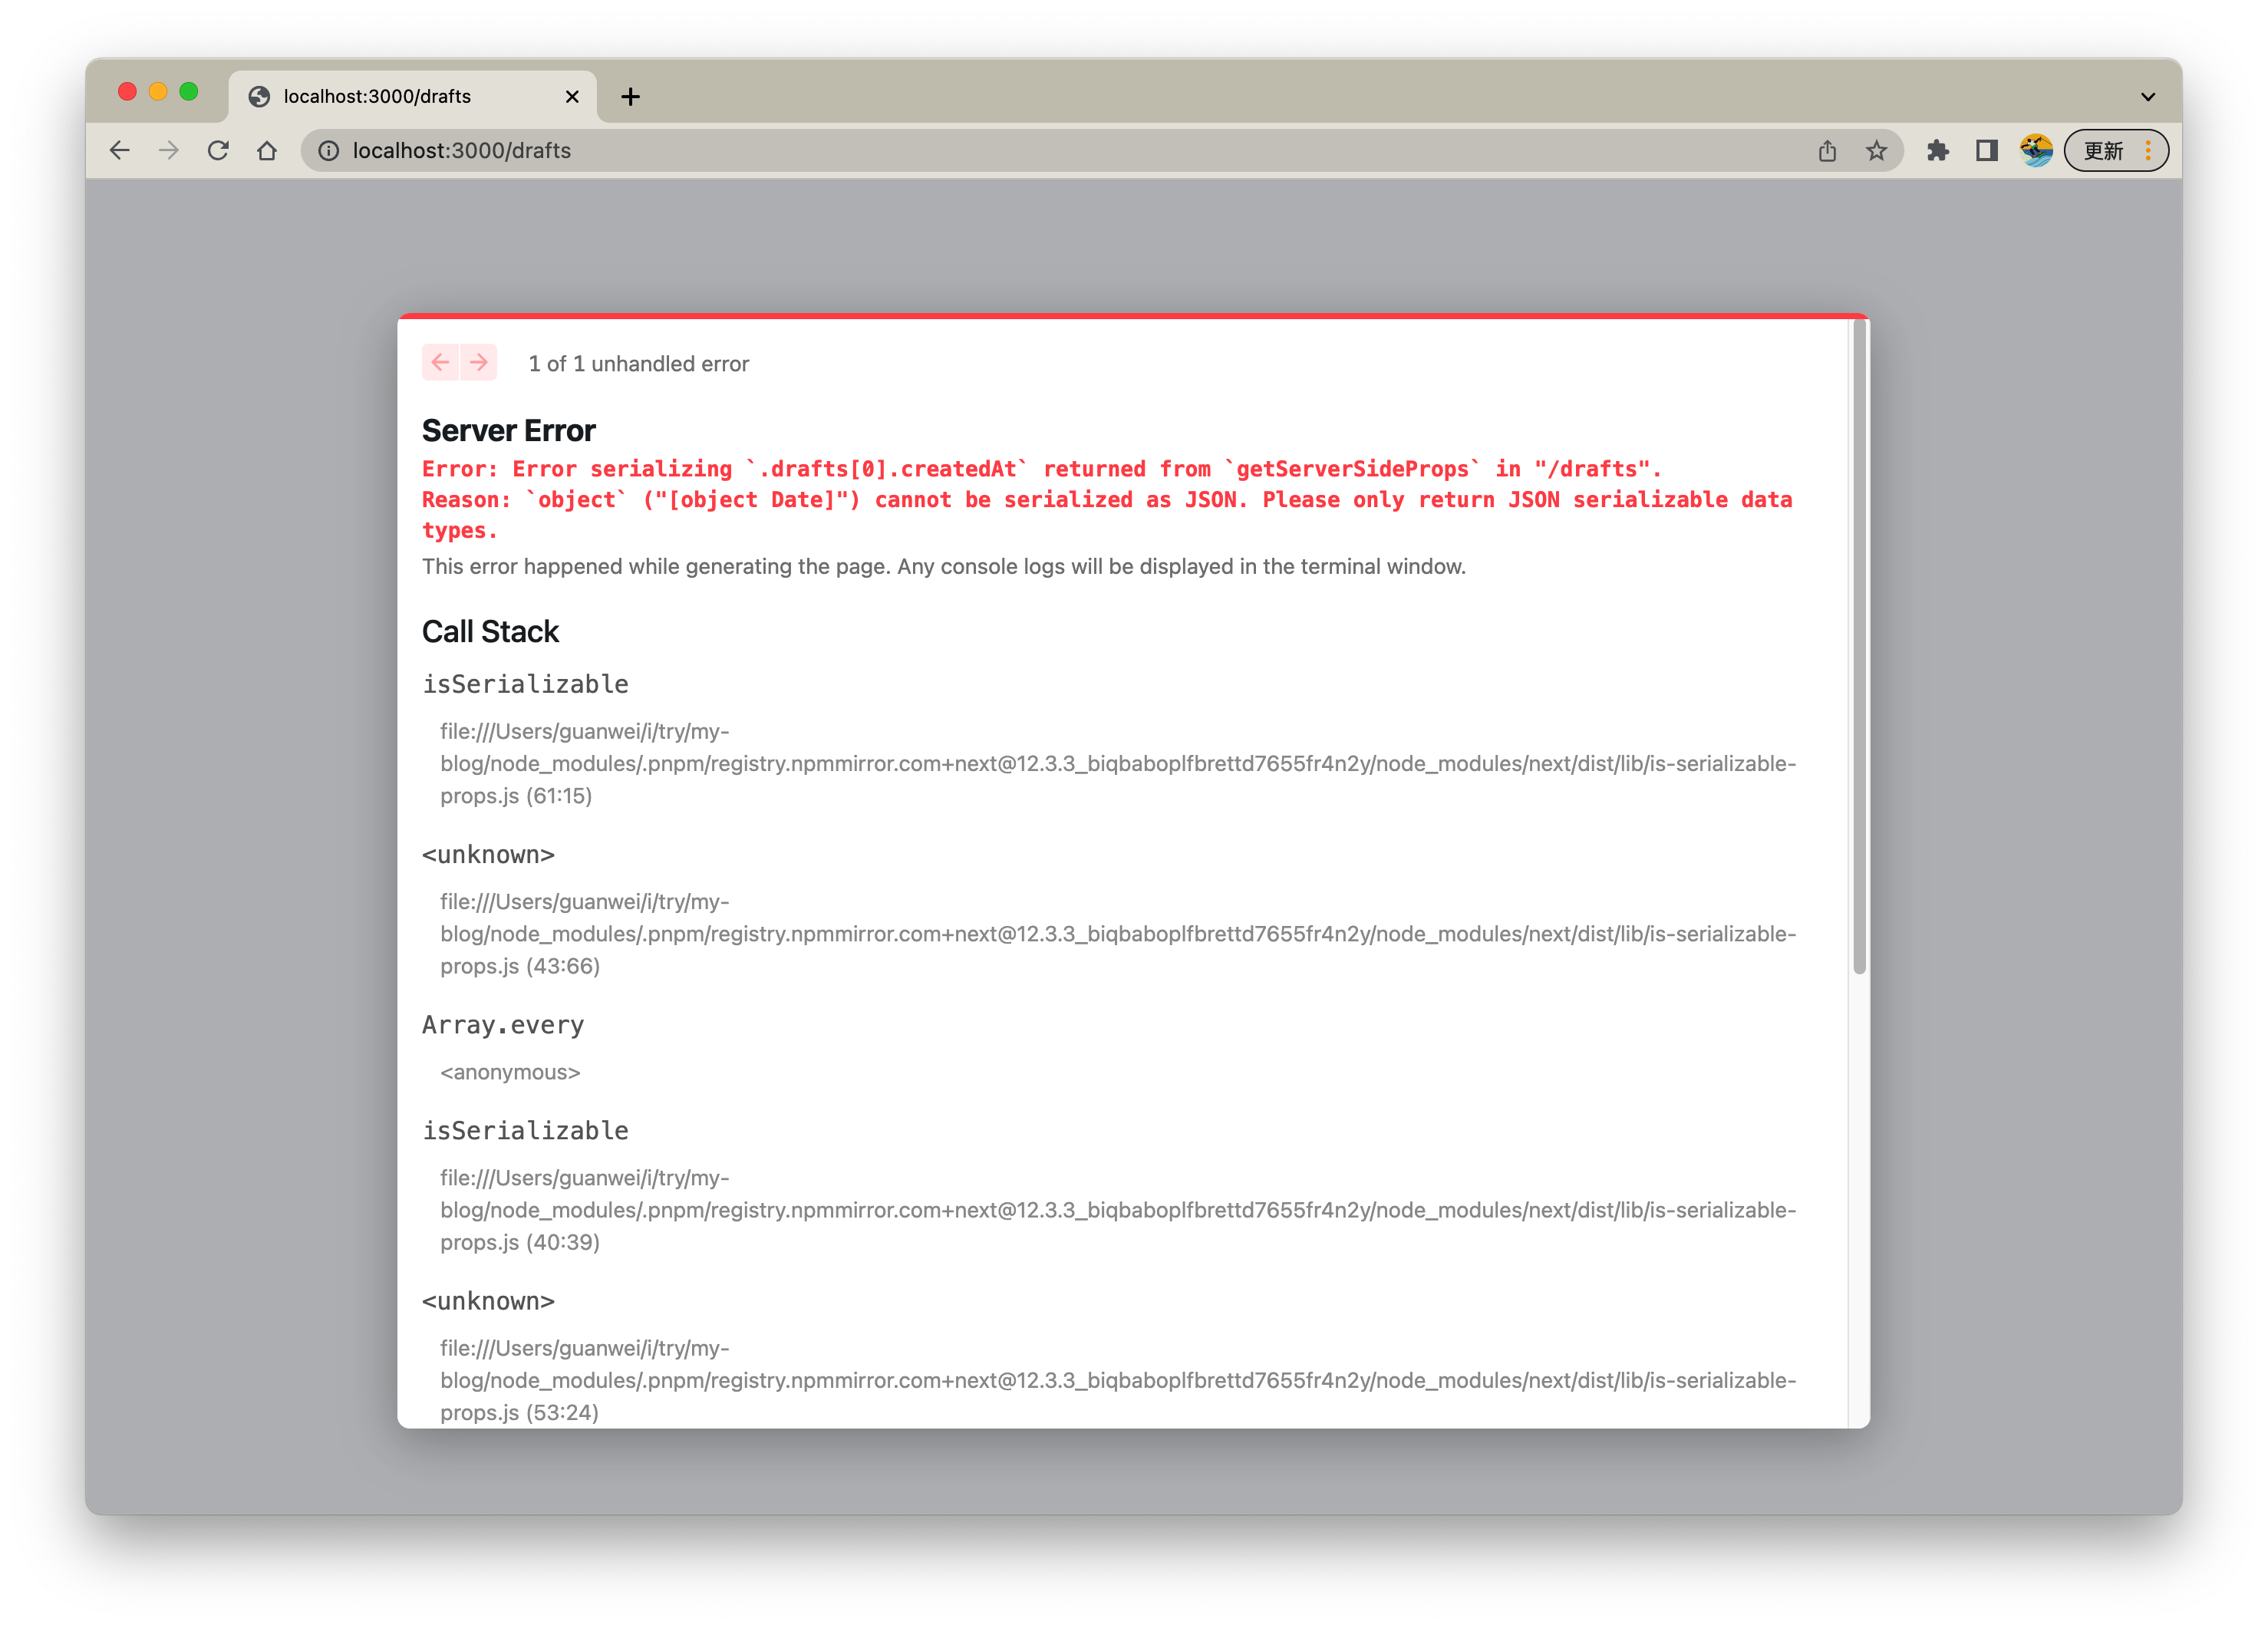 localhost:3000/drafts
localhost:3000/drafts
更新
1 of 1 unhandled error
Server Error
Error: Error serializing `.drafts[0].createdAt` returned from `getServerSideProps` in "/drafts".
Reason: `object` ("[object Date]") cannot be serialized as JSON. Please only return JSON serializable data
types.
This error happened while generating the page. Any console logs will be displayed in the terminal window.
Call Stack
isSerializable
file:///Users/guanwei/i/try/my-
blog/node_modules/.pnpm/registry.npmmirror.com+next@12.3.3_biqbaboplfbrettd7655fr4n2y/node_modules/next/dist/lib/is-serializable-
props.js (61:15)
<unknown>
file:///Users/guanwei/i/try/my-
blog/node_modules/.pnpm/registry.npmmirror.com+next@12.3.3_biqbaboplfbrettd7655fr4n2y/node_modules/next/dist/lib/is-serializable-
props.js (43:66)
Array.every
<anonymous>
isSerializable
file:///Users/guanwei/i/try/my-
blog/node_modules/.pnpm/registry.npmmirror.com+next@12.3.3_biqbaboplfbrettd7655fr4n2y/node_modules/next/dist/lib/is-serializable-
props.js (40:39)
<unknown>
file:///Users/guanwei/i/try/my-
blog/node_modules/.pnpm/registry.npmmirror.com+next@12.3.3_biqbaboplfbrettd7655fr4n2y/node_modules/next/dist/lib/is-serializable-
props.js (53:24)